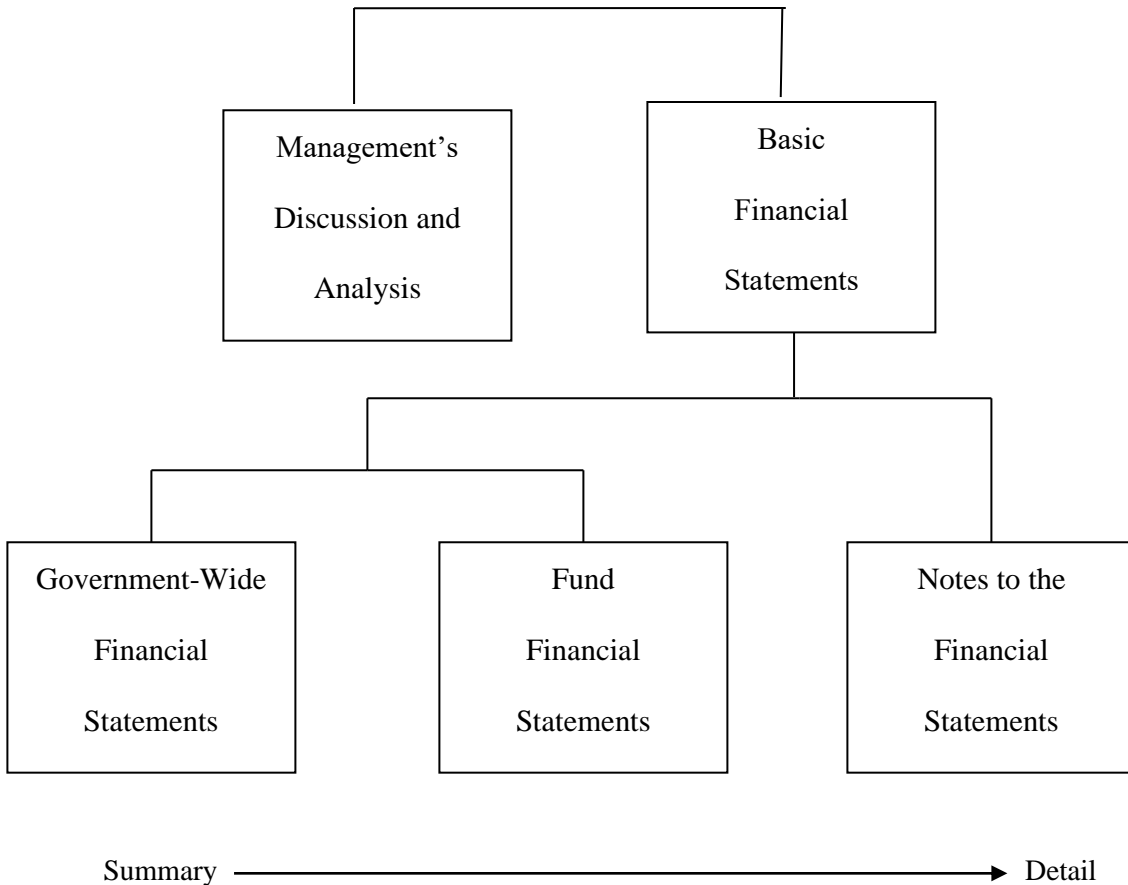 Management’s
Discussion and
Analysis
Basic
Financial
Statements
Government-Wide
Financial
Statements
Fund
Financial
Statements
Notes to the
Financial
Statements
Summary
Detail